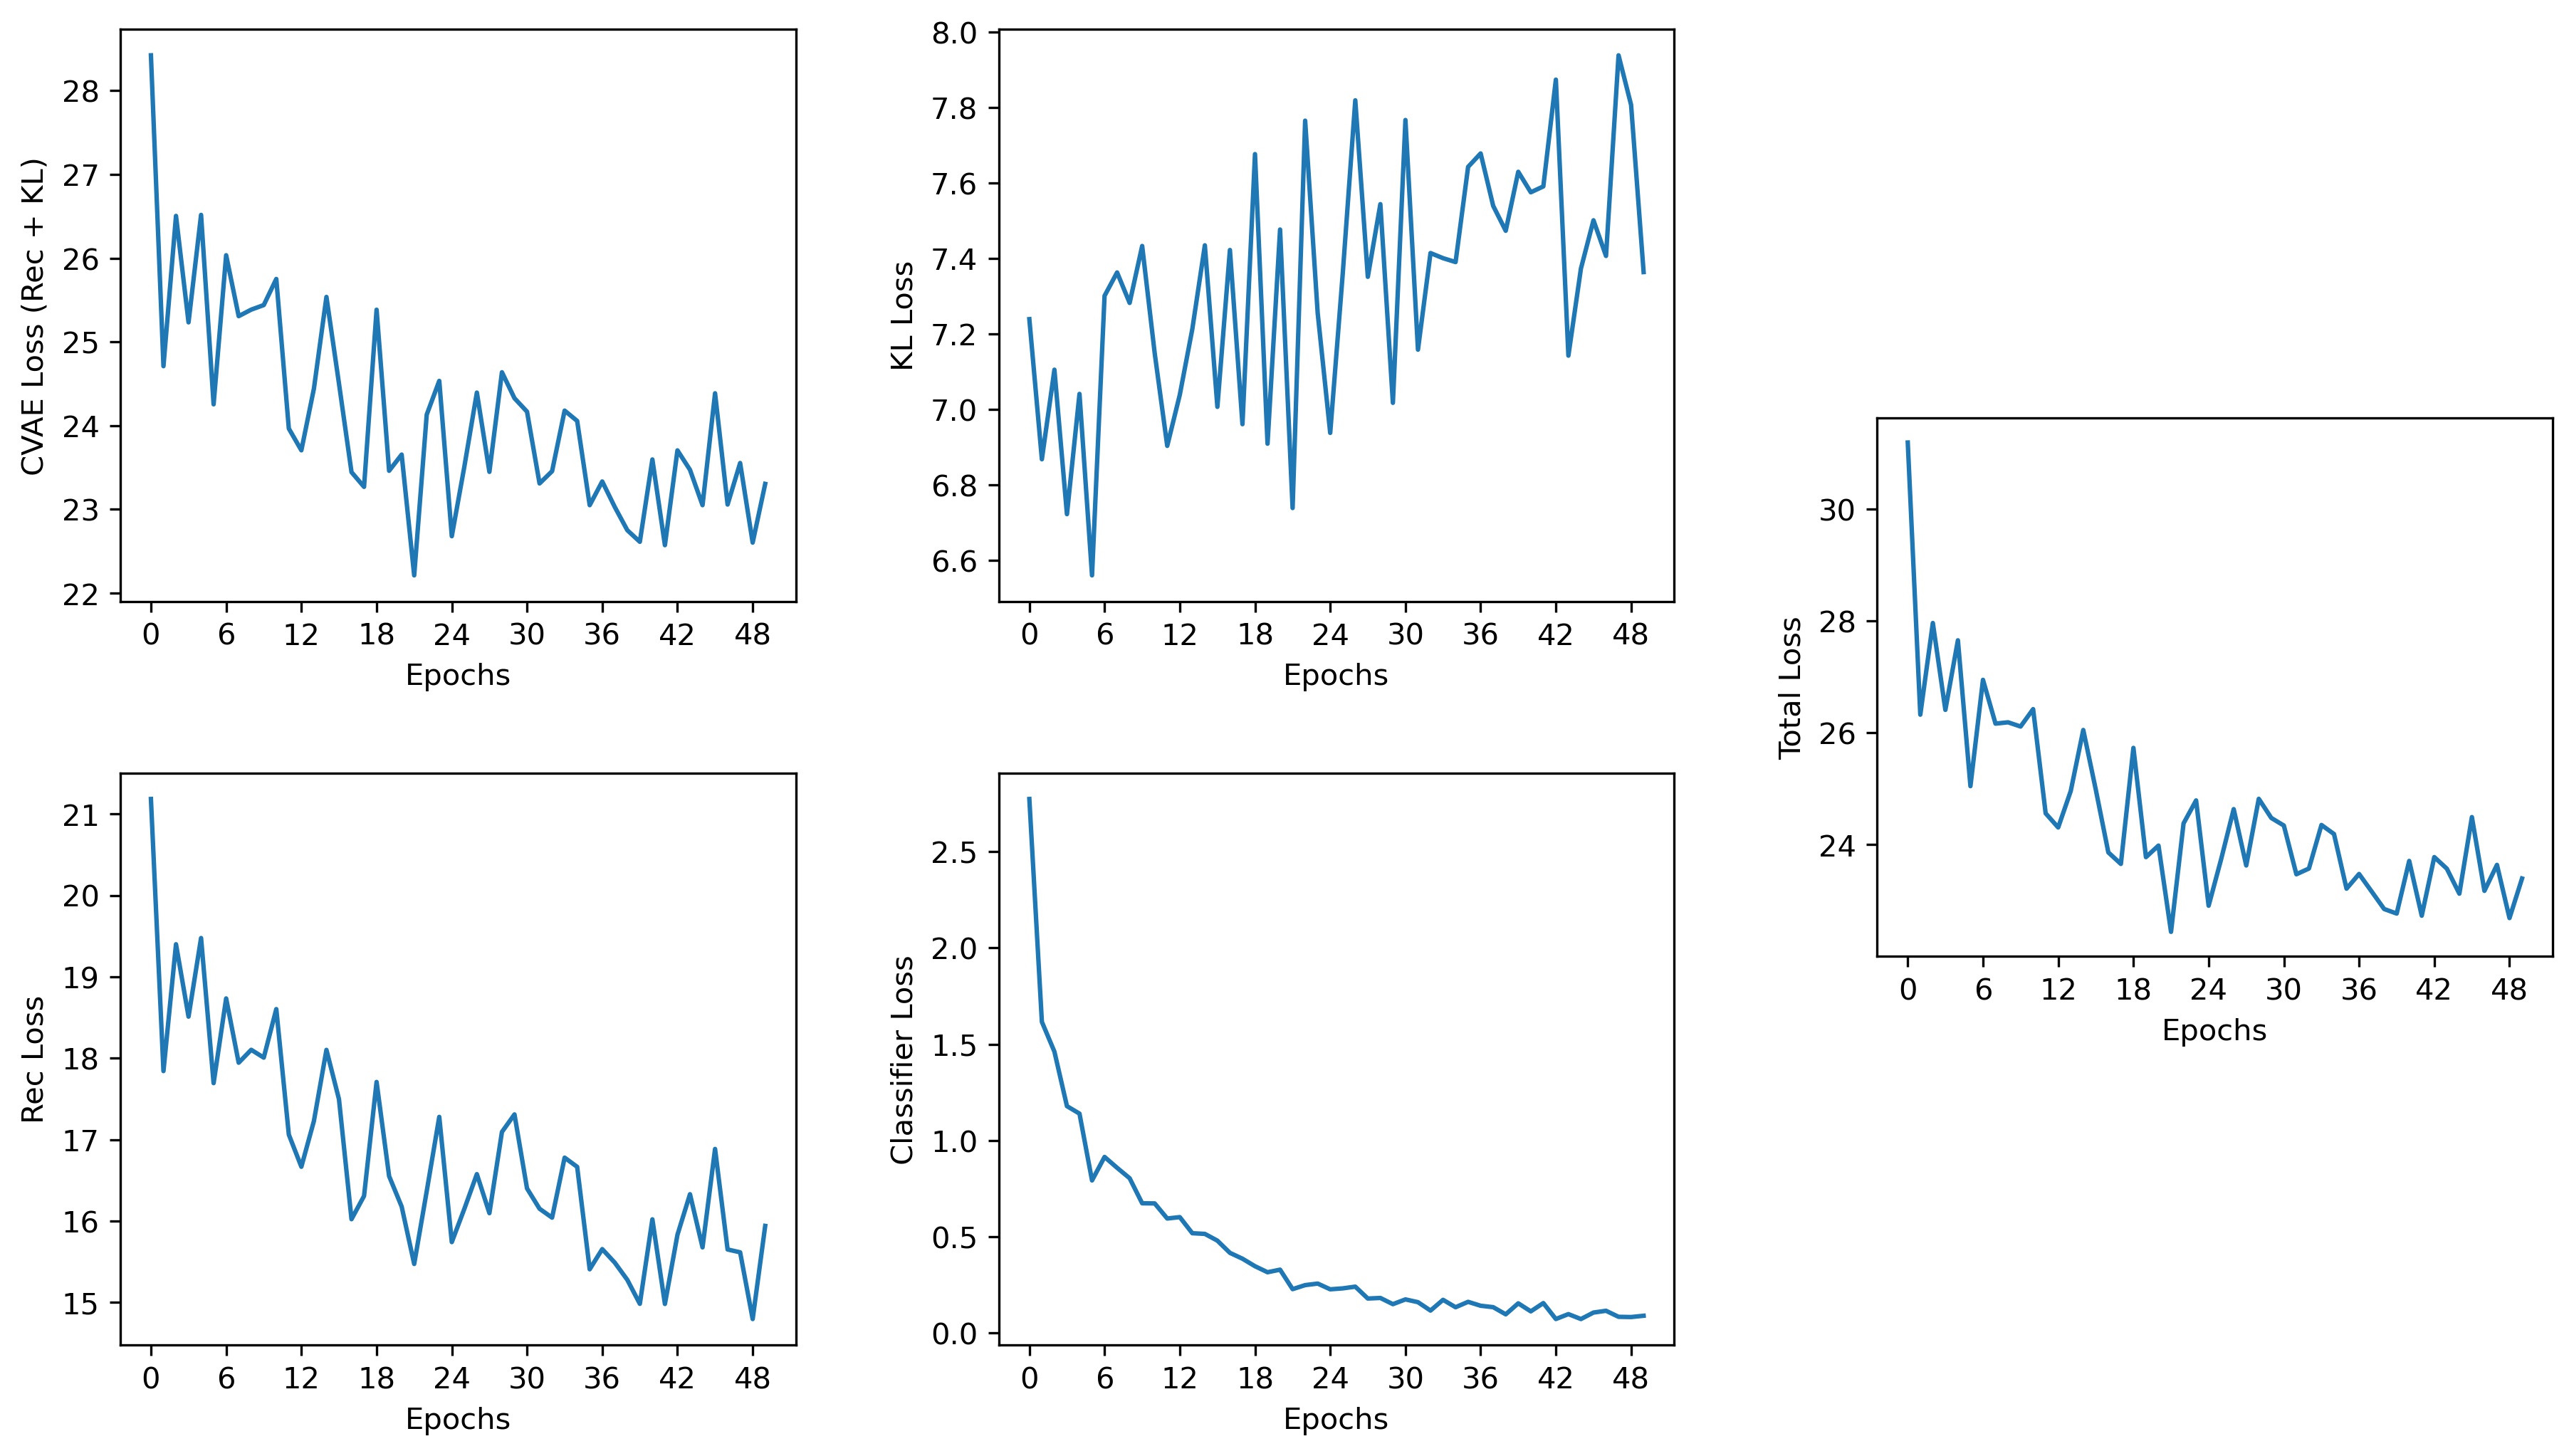 CVAE Loss (Rec + KL)
28
27
26
25
24
23
22
0 6 12 18 24 30 36 42 48
Epochs
KL Loss
8.0
7.8
7.6
7.4
7.2
7.0
6.8
6.6
0 6 12 18 24 30 36 42 48
Epochs
Rec Loss
21
20
19
18
17
16
15
0 6 12 18 24 30 36 42 48
Epochs
Classifier Loss
2.5
2.0
1.5
1.0
0.5
0.0
0 6 12 18 24 30 36 42 48
Epochs
Total Loss
30
28
26
24
0 6 12 18 24 30 36 42 48
Epochs